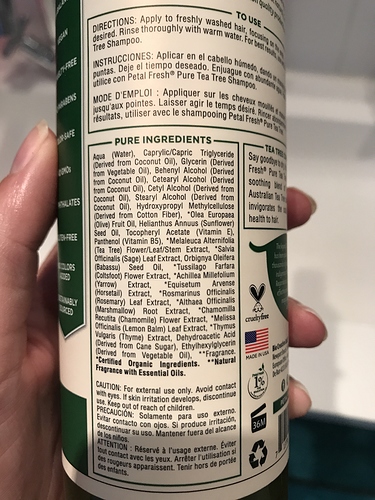 TO USE
DIRECTIONS: Apply to freshly washed hair, focusing on
desired. Rinse thoroughly with warm water. For best
Tree Shampoo.
INSTRUCCIONES: Aplicar en el cabello húmedo,
puntas. Deje el tiempo deseado. Enjuague con abundante
utilice con Petal Fresh® Pure Tea Tree Shampoo.
MODE D'EMPLOI : Appliquer sur les cheveux mouillés
jusqu'aux pointes. Laisser agir le temps désiré. Rincer
résultats, utiliser avec le shampooing Petal Fresh® Pure Tea Tree
PURE INGREDIENTS
Aqua (Water), Caprylic/Capric Triglyceride
(Derived from Coconut Oil), Glycerin (Derived
from Vegetable Oil), Behenyl Alcohol (Derived
from Coconut Oil), Cetearyl Alcohol (Derived
from Coconut Oil), Cetyl Alcohol (Derived from
Coconut Oil), Stearyl Alcohol (Derived from
Coconut Oil), Hydroxypropyl Methylcellulose
(Derived from Cotton Fiber), *Olea Europaea
(Olive) Fruit Oil, Helianthus Annuus (Sunflower)
Seed Oil, Tocopheryl Acetate (Vitamin E),
Panthenol (Vitamin B5), *Melaleuca Alternifolia
(Tea Tree) Flower/Leaf/Stem Extract, *Salvia
Officinalis (Sage) Leaf Extract, Orbignya Oleifera
(Babassu) Seed Oil, *Tussilago Farfara
(Coltsfoot) Flower Extract, *Achillea Millefolium
(Yarrow) Extract, *Equisetum Arvense
(Horsetail) Extract, *Rosmarinus Officinalis
(Rosemary) Leaf Extract, *Althaea Officinalis
(Marshmallow) Root Extract, *Chamomilla
Recutita (Chamomile) Flower Extract, *Melissa
Officinalis (Lemon Balm) Leaf Extract, *Thymus
Vulgaris (Thyme) Extract, Dehydroacetic Acid
(Derived from Cane Sugar), Ethylhexylglycerin
(Derived from Vegetable Oil), **Fragrance.
*Certified Organic Ingredients. **Natural
Fragrance with Essential Oils.
CAUTION: For external use only. Avoid contact
with eyes. If skin irritation develops, discontinue
use. Keep out of reach of children.
PRECAUCIÓN: Solamente para uso externo.
Evitar contacto con ojos. Si produce irritación,
descontinuar su uso. Mantener fuera del alcance
de los niños.
ATTENTION : Réservé à l'usage externe. Éviter
tout contact avec les yeux. Arrêter l'utilisation si
des rougeurs apparaissent. Tenir hors de portée
des enfants.
TEA TREE
Say goodbye
Fresh® Pure
soothing
Australian Tea
invigorates
health to hair.
crueltyfree
MADE IN USA
1%
36M